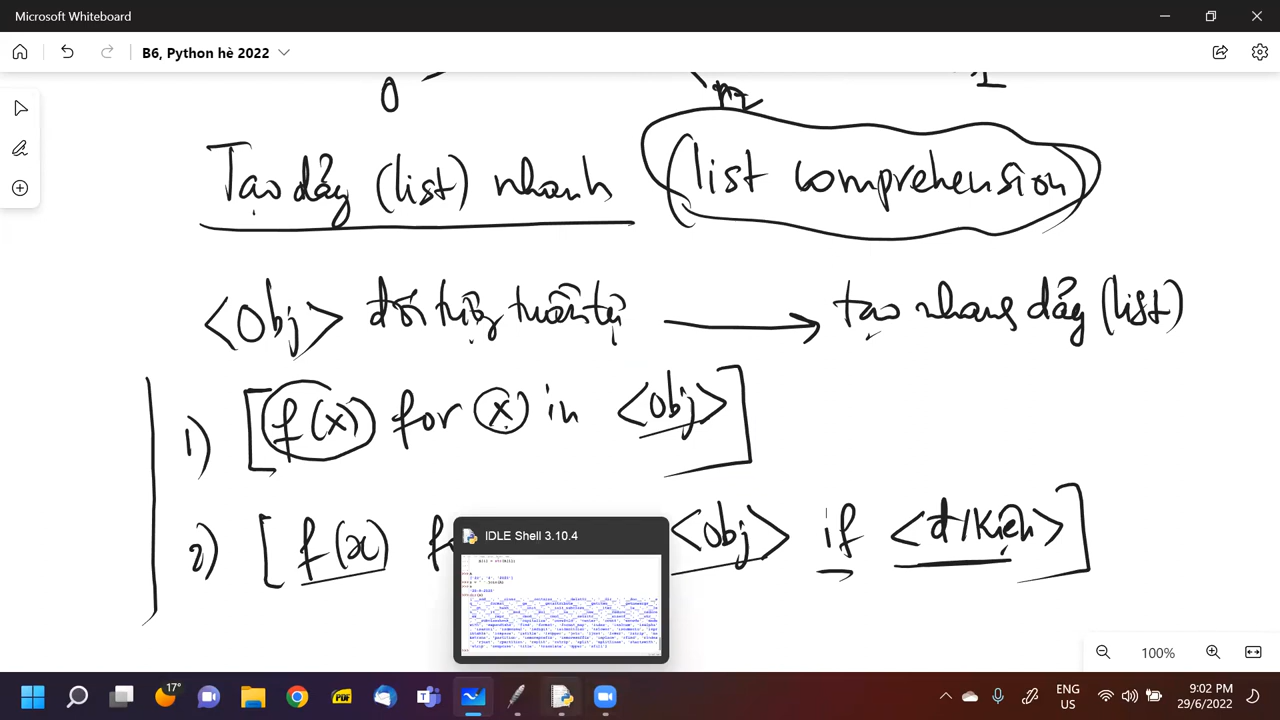 Microsoft Whiteboard
B6, Python hè 2022
0
Tạo dãy (list) nhanh (list comprehension)
<Obj> đối tượng tuần tự → tạo nhanh dãy (list)
1) [f(x) for x in <obj>]
2) [f(x) f <obj> if <đ/kiện>]
IDLE Shell 3.10.4
100%
17°
PDF
ENG
US
9:02 PM
29/6/2022